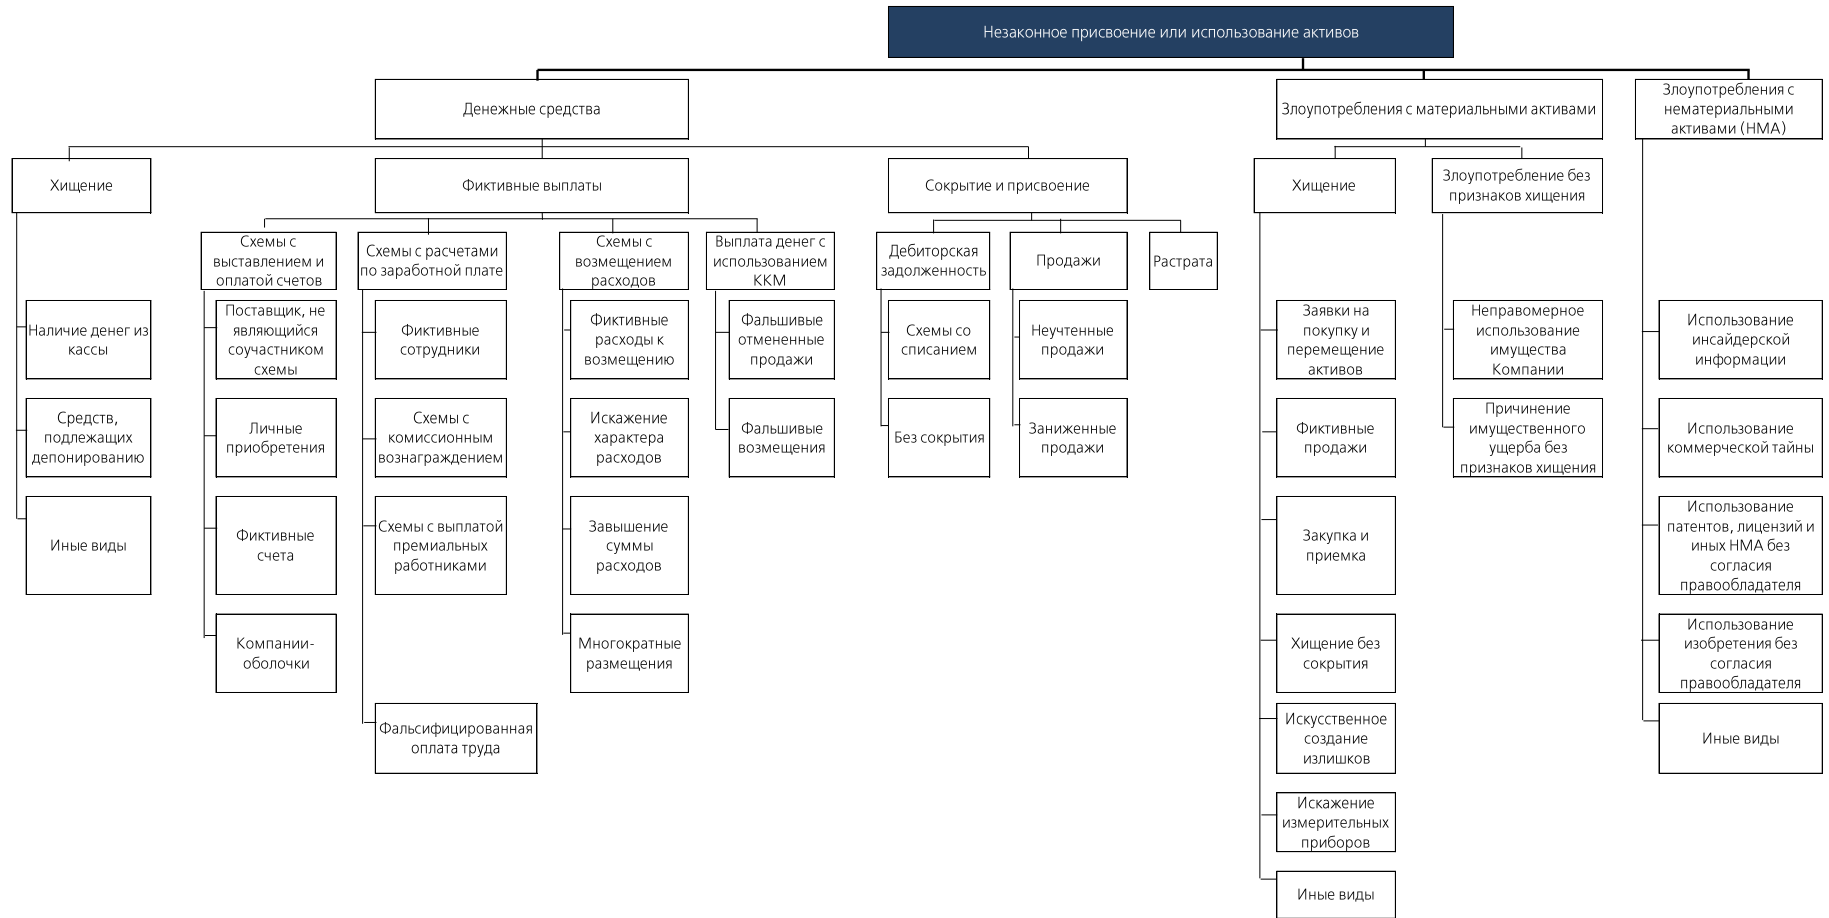 Незаконное присвоение или использование активов
Денежные средства
Злоупотребления с материальными активами
Злоупотребления с
нематериальными
активами (НМА)
Хищение
Фиктивные выплаты
Сокрытие и присвоение
Хищение
Злоупотребление без
признаков хищения
Схемы с
выставлением и
оплатой счетов
Схемы с расчетами
по заработной плате
Схемы с
возмещением
расходов
Выплата денег с
использованием
ККМ
Дебиторская
задолженность
Продажи
Растрата
Наличие денег из
кассы
Поставщик, не
являющийся
соучастником
схемы
Фиктивные
сотрудники
Фиктивные
расходы к
возмещению
Фальшивые
отмененные
продажи
Схемы со
списанием
Неучтенные
продажи
Заявки на
покупку и
перемещение
активов
Неправомерное
использование
имущества
Компании
Использование
инсайдерской
информации
Средств,
подлежащих
депонированию
Личные
приобретения
Схемы с
комиссионным
вознаграждением
Искажение
характера
расходов
Фальшивые
возмещения
Без сокрытия
Заниженные
продажи
Фиктивные
продажи
Причинение
имущественного
ущерба без
признаков хищения
Использование
коммерческой тайны
Иные виды
Фиктивные
счета
Схемы с выплатой
премиальных
работниками
Завышение
суммы
расходов
Закупка и
приемка
Использование
патентов, лицензий и
иных НМА без
согласия
правообладателя
Компании-
оболочки
Многократные
размещения
Хищение без
сокрытия
Использование
изобретения без
согласия
правообладателя
Фальсифицированная
оплата труда
Искусственное
создание
излишков
Иные виды
Искажение
измерительных
приборов
Иные виды